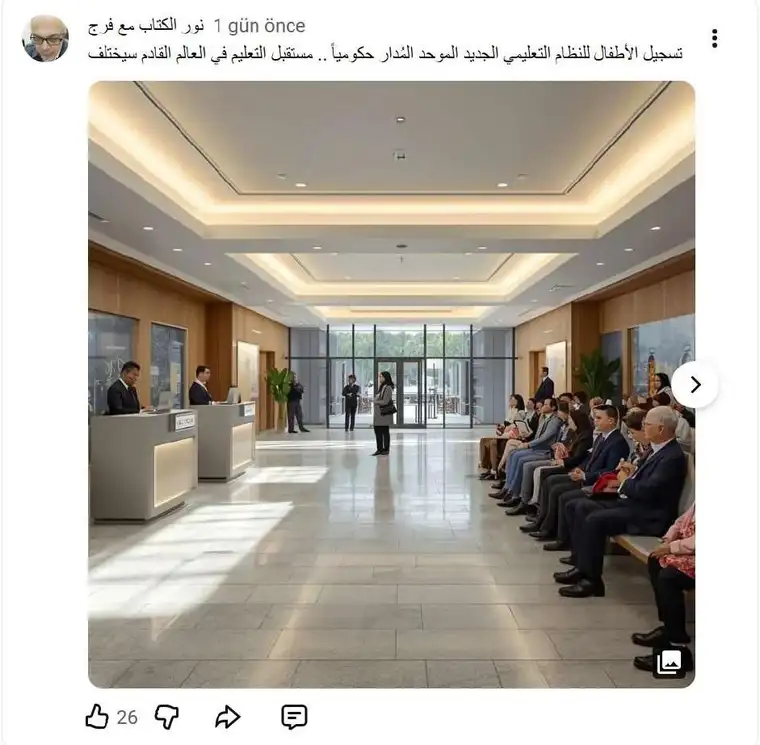 نور الكتاب مع فرج 1 gün önce
تسجيل الأطفال للنظام التعليمي الجديد الموحد المُدار حكومياً .. مستقبل التعليم في العالم القادم سيختلف
26